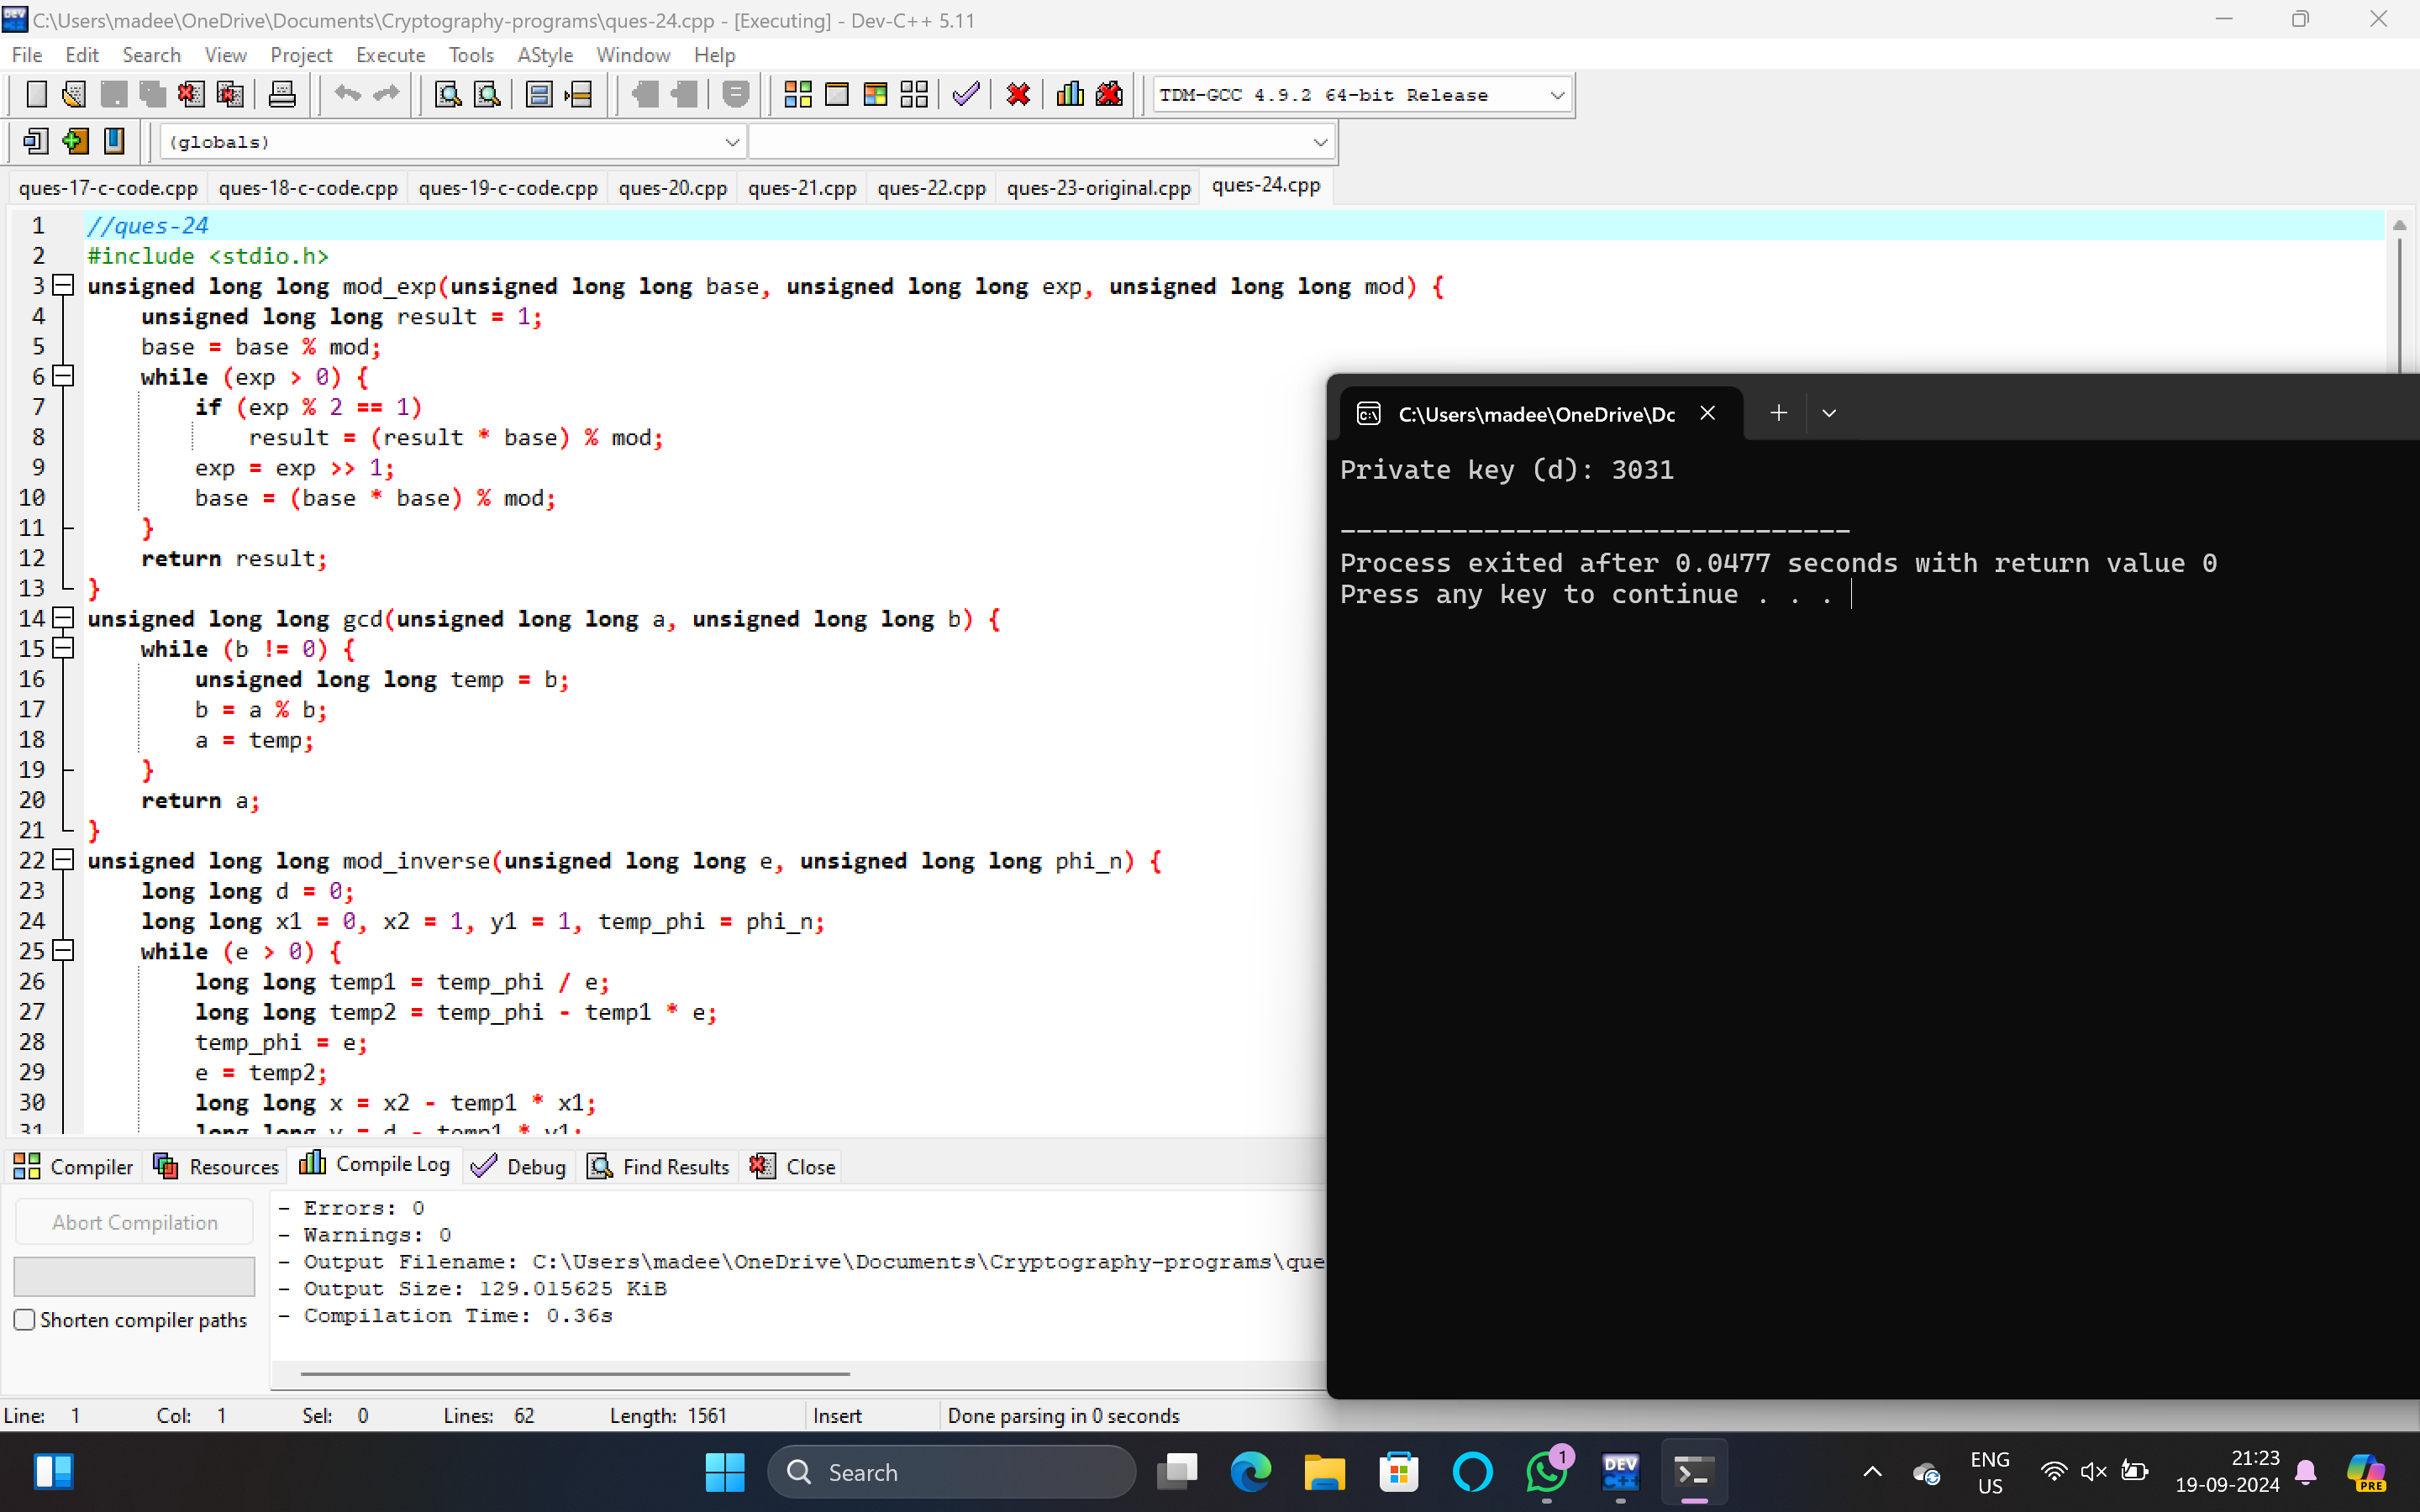 C:\Users\madee\OneDrive\Documents\Cryptography-programs\ques-24.cpp - [Executing] - Dev-C++ 5.11
File Edit Search View Project Execute Tools AStyle Window Help
TDM-GCC 4.9.2 64-bit Release
(globals)
ques-17-c-code.cpp ques-18-c-code.cpp ques-19-c-code.cpp ques-20.cpp ques-21.cpp ques-22.cpp ques-23-original.cpp ques-24.cpp
1 //ques-24
2 #include <stdio.h>
3 unsigned long long mod_exp(unsigned long long base, unsigned long long exp, unsigned long long mod) {
4 unsigned long long result = 1;
5 base = base % mod;
6 while (exp > 0) {
7 if (exp % 2 == 1)
8 result = (result * base) % mod;
9 exp = exp >> 1;
10 base = (base * base) % mod;
11 }
12 return result;
13 }
14 unsigned long long gcd(unsigned long long a, unsigned long long b) {
15 while (b != 0) {
16 unsigned long long temp = b;
17 b = a % b;
18 a = temp;
19 }
20 return a;
21 }
22 unsigned long long mod_inverse(unsigned long long e, unsigned long long phi_n) {
23 long long d = 0;
24 long long x1 = 0, x2 = 1, y1 = 1, temp_phi = phi_n;
25 while (e > 0) {
26 long long temp1 = temp_phi / e;
27 long long temp2 = temp_phi - temp1 * e;
28 temp_phi = e;
29 e = temp2;
30 long long x = x2 - temp1 * x1;
31 long long y = d - temp1 * y1;
C:\Users\madee\OneDrive\Dc
Private key (d): 3031
--------------------------------
Process exited after 0.0477 seconds with return value 0
Press any key to continue . . .
Compiler Resources Compile Log Debug Find Results Close
Abort Compilation
Shorten compiler paths
- Errors: 0
- Warnings: 0
- Output Filename: C:\Users\madee\OneDrive\Documents\Cryptography-programs\que
- Output Size: 129.015625 KiB
- Compilation Time: 0.36s
Line: 1 Col: 1 Sel: 0 Lines: 62 Length: 1561 Insert Done parsing in 0 seconds
Search
DEV C++
1
ENG
US
21:23
19-09-2024
PRE